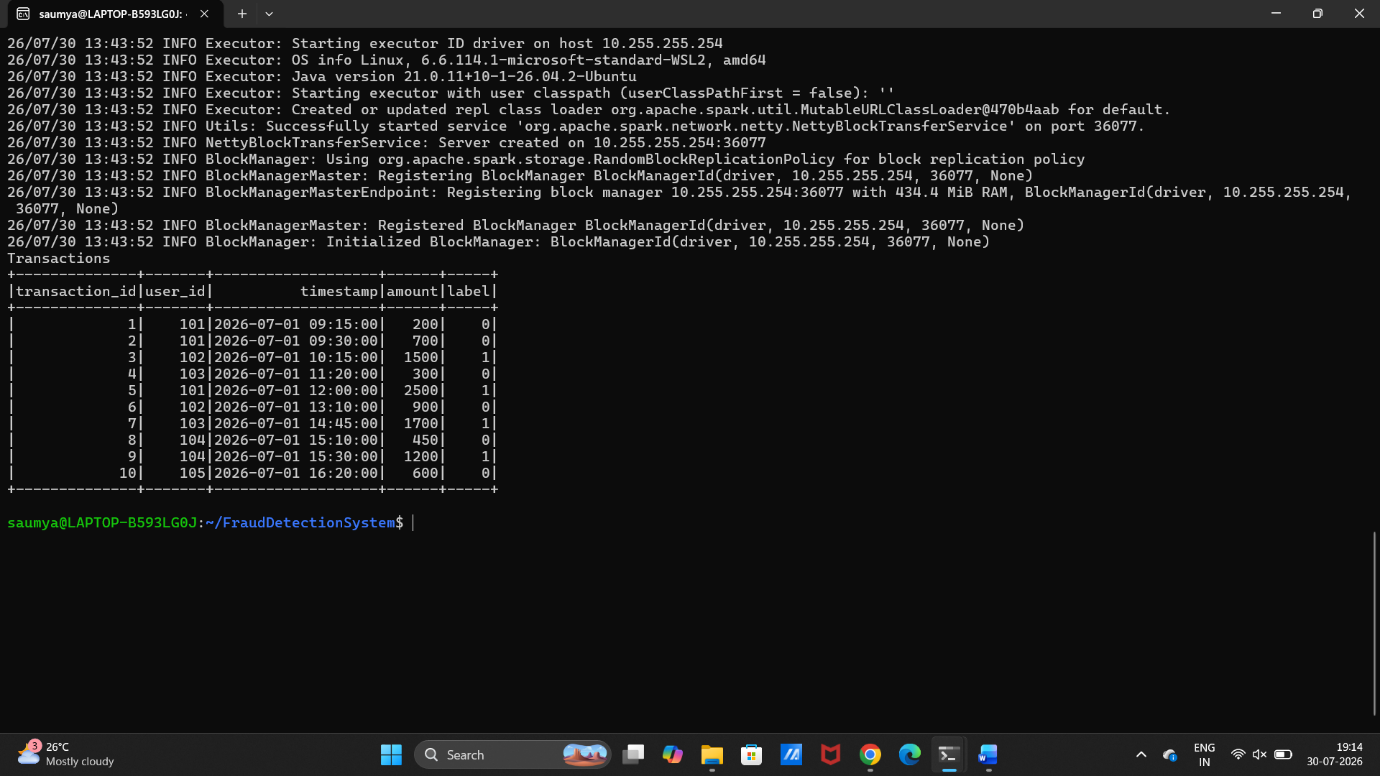 saumya@LAPTOP-B593LG0J: ~
26/07/30 13:43:52 INFO Executor: Starting executor ID driver on host 10.255.255.254
26/07/30 13:43:52 INFO Executor: OS info Linux, 6.6.114.1-microsoft-standard-WSL2, amd64
26/07/30 13:43:52 INFO Executor: Java version 21.0.11+10-1-26.04.2-Ubuntu
26/07/30 13:43:52 INFO Executor: Starting executor with user classpath (userClassPathFirst = false): ''
26/07/30 13:43:52 INFO Executor: Created or updated repl class loader org.apache.spark.util.MutableURLClassLoader@470b4aab for default.
26/07/30 13:43:52 INFO Utils: Successfully started service 'org.apache.spark.network.netty.NettyBlockTransferService' on port 36077.
26/07/30 13:43:52 INFO NettyBlockTransferService: Server created on 10.255.255.254:36077
26/07/30 13:43:52 INFO BlockManager: Using org.apache.spark.storage.RandomBlockReplicationPolicy for block replication policy
26/07/30 13:43:52 INFO BlockManagerMaster: Registering BlockManager BlockManagerId(driver, 10.255.255.254, 36077, None)
26/07/30 13:43:52 INFO BlockManagerMasterEndpoint: Registering block manager 10.255.255.254:36077 with 434.4 MiB RAM, BlockManagerId(driver, 10.255.255.254,
 36077, None)
26/07/30 13:43:52 INFO BlockManagerMaster: Registered BlockManager BlockManagerId(driver, 10.255.255.254, 36077, None)
26/07/30 13:43:52 INFO BlockManager: Initialized BlockManager: BlockManagerId(driver, 10.255.255.254, 36077, None)
Transactions
+--------------+-------+-------------------+------+-----+
|transaction_id|user_id|          timestamp|amount|label|
+--------------+-------+-------------------+------+-----+
|             1|    101|2026-07-01 09:15:00|   200|    0|
|             2|    101|2026-07-01 09:30:00|   700|    0|
|             3|    102|2026-07-01 10:15:00|  1500|    1|
|             4|    103|2026-07-01 11:20:00|   300|    0|
|             5|    101|2026-07-01 12:00:00|  2500|    1|
|             6|    102|2026-07-01 13:10:00|   900|    0|
|             7|    103|2026-07-01 14:45:00|  1700|    1|
|             8|    104|2026-07-01 15:10:00|   450|    0|
|             9|    104|2026-07-01 15:30:00|  1200|    1|
|            10|    105|2026-07-01 16:20:00|   600|    0|
+--------------+-------+-------------------+------+-----+
saumya@LAPTOP-B593LG0J:~/FraudDetectionSystem$
3
26°C
Mostly cloudy
Search
ENG
IN
19:14
30-07-2026